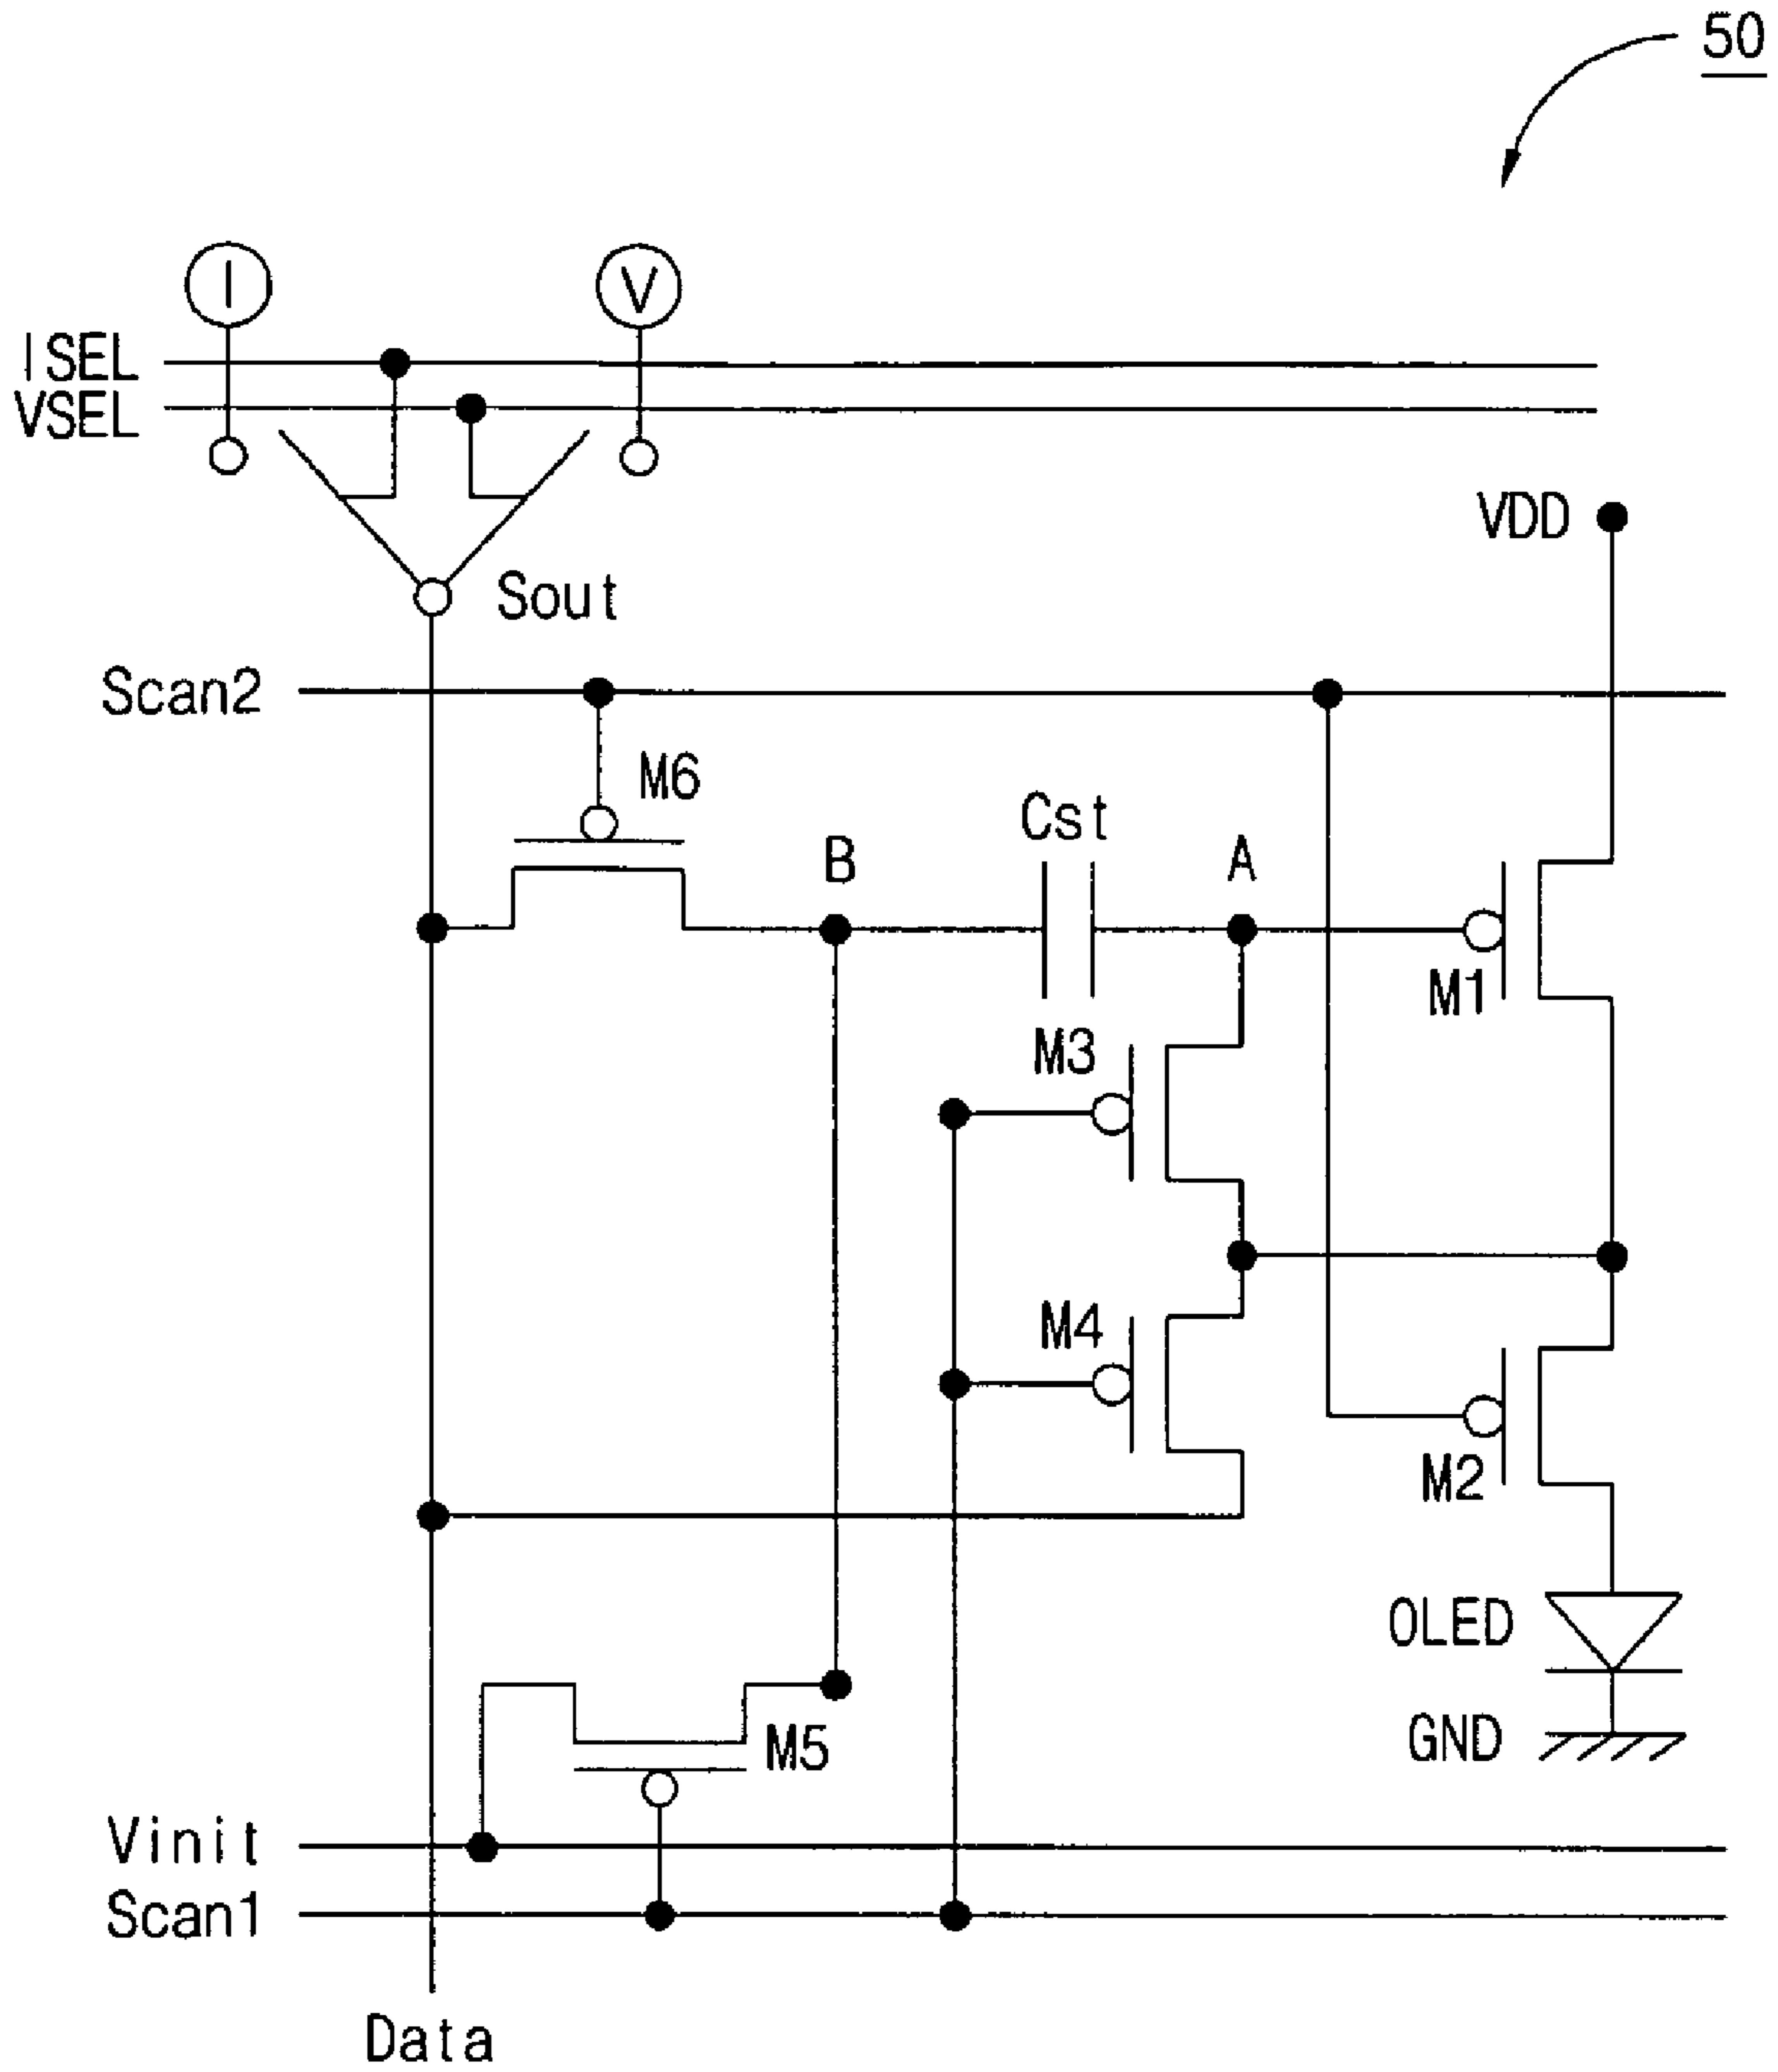 50
I
V
ISEL
VSEL
VDD
Sout
Scan2
M6
Cst
B
A
M1
M3
M4
M2
OLED
M5
GND
Vinit
Scan1
Data